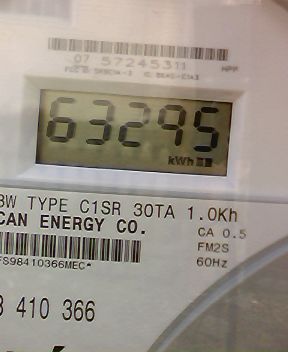 07 57245311
63295
kWh
3W TYPE C1SR 30TA 1.0Kh
CAN ENERGY CO.
CA 0.5
FM2S
FS98410366MEC*
60Hz
3 410 366